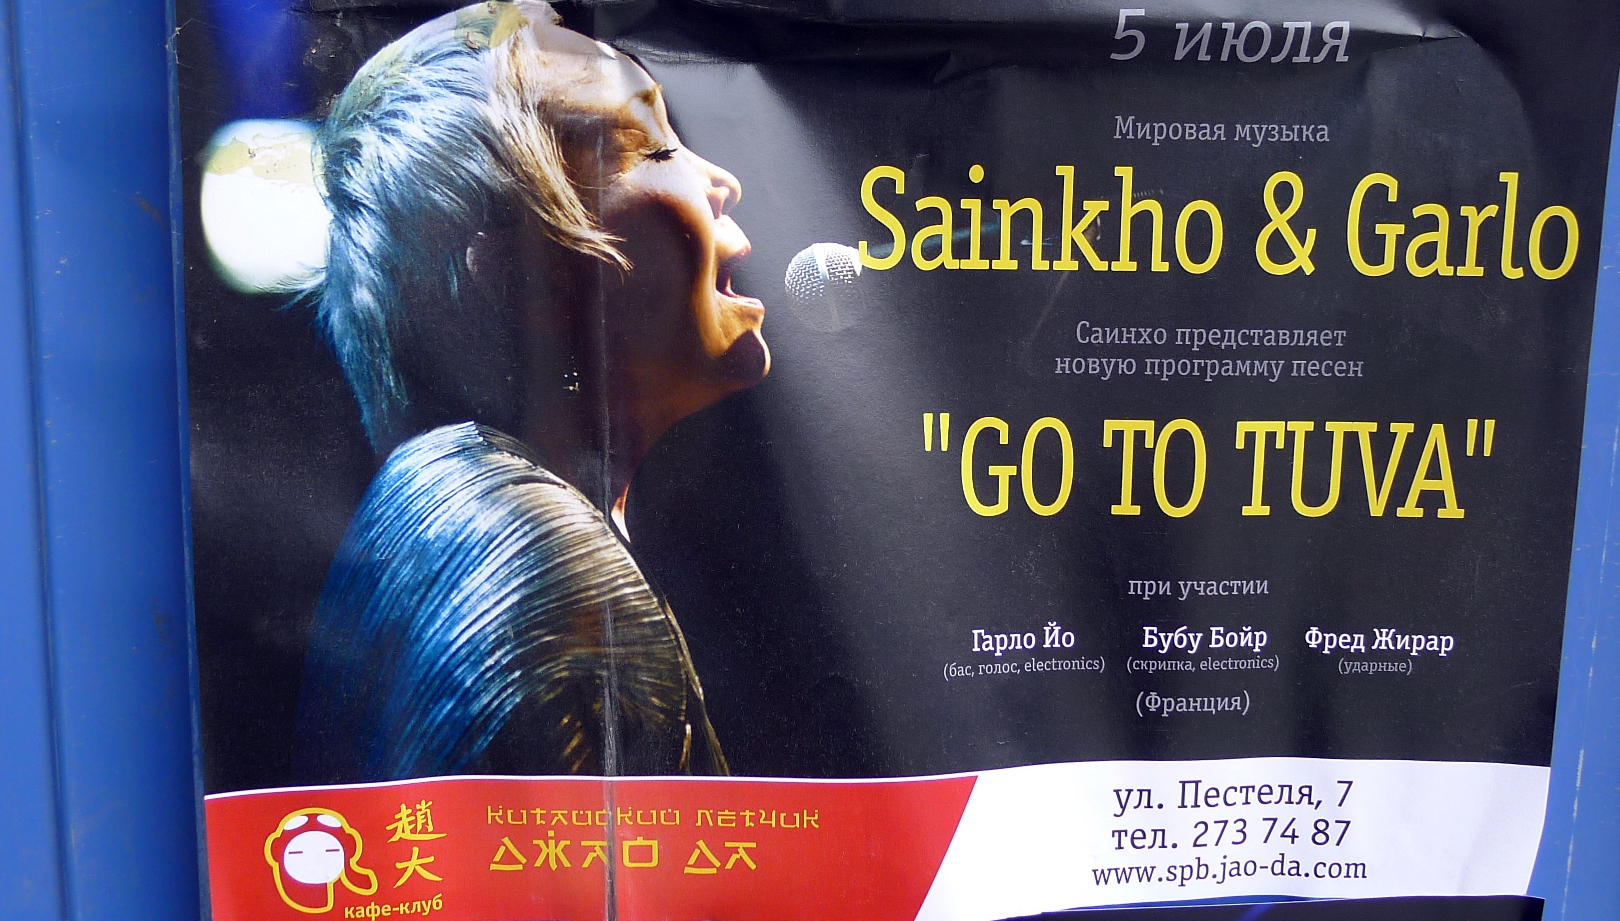 5 июля
Мировая музыка
Sainkho & Garlo
Саинхо представляет
новую программу песен
"GO TO TUVA"
при участии
Гарло Йо Бубу Бойр Фред Жирар
(бас, голос, electronics) (скрипка, electronics) (ударные)
(Франция)
趙大
кафе-клуб
КИТАЙСКИЙ ЛЕТЧИК
ДЖАО ДА
ул. Пестеля, 7
тел. 273 74 87
www.spb.jao-da.com